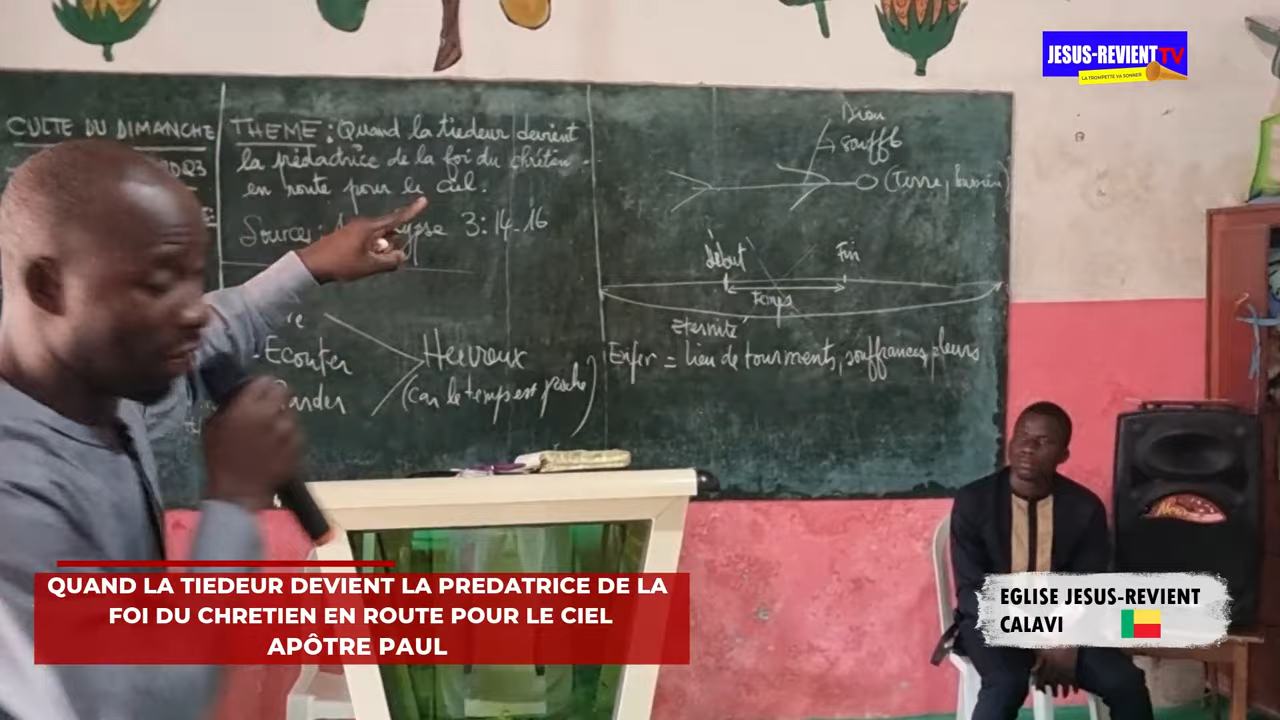 JESUS-REVIENT TV
LA TROMPETTE VA SONNER
CULTE DU DIMANCHE
THEME: Quand la tiedeur devient
la prédatrice de la foi du chrétien
en route pour le ciel.
Source: 3:14-16
Ecouter
Heureux
(Car le temps est proche)
Dieu
souffle
(Terre, poussière)
Début
Fin
Temps
Eternité
Enfer = lieu de tourments, souffrances, pleurs
QUAND LA TIEDEUR DEVIENT LA PREDATRICE DE LA
FOI DU CHRETIEN EN ROUTE POUR LE CIEL
APÔTRE PAUL
EGLISE JESUS-REVIENT
CALAVI